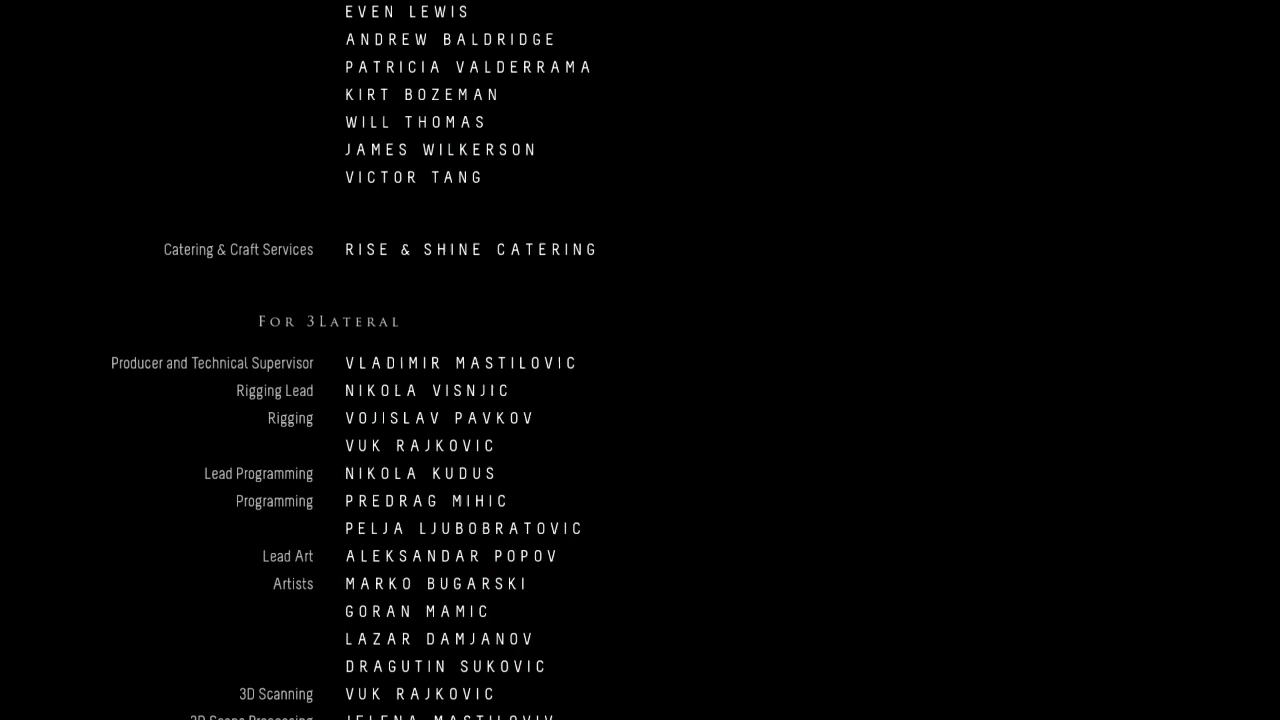 EVEN LEWIS
ANDREW BALDRIDGE
PATRICIA VALDERRAMA
KIRT BOZEMAN
WILL THOMAS
JAMES WILKERSON
VICTOR TANG
Catering & Craft Services RISE & SHINE CATERING
FOR 3LATERAL
Producer and Technical Supervisor VLADIMIR MASTILOVIC
Rigging Lead NIKOLA VISNJIC
Rigging VOJISLAV PAVKOV
VUK RAJKOVIC
Lead Programming NIKOLA KUDUS
Programming PREDRAG MIHIC
PELJA LJUBOBRATOVIC
Lead Art ALEKSANDAR POPOV
Artists MARKO BUGARSKI
GORAN MAMIC
LAZAR DAMJANOV
DRAGUTIN SUKOVIC
3D Scanning VUK RAJKOVIC